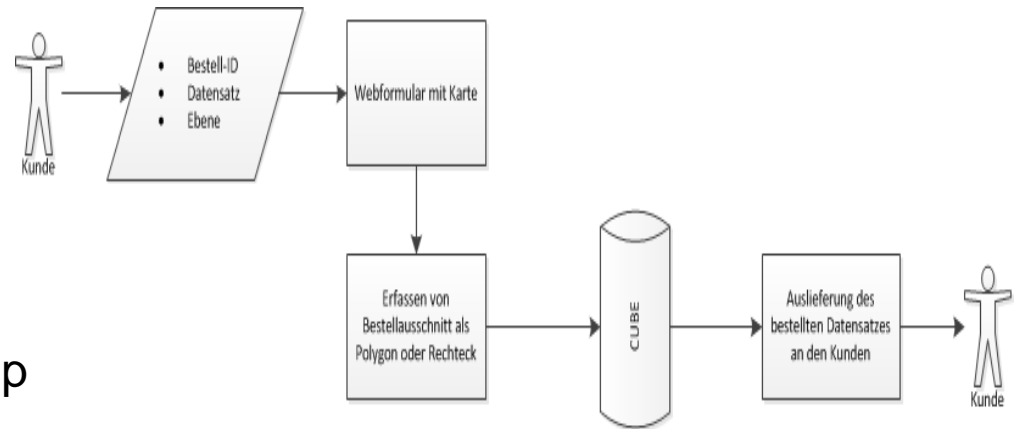 Kunde
• Bestell-ID
• Datensatz
• Ebene
Webformular mit Karte
Erfassen von
Bestellausschnitt als
Polygon oder Rechteck
CUBE
Auslieferung des
bestellten Datensatzes
an den Kunden
Kunde
p